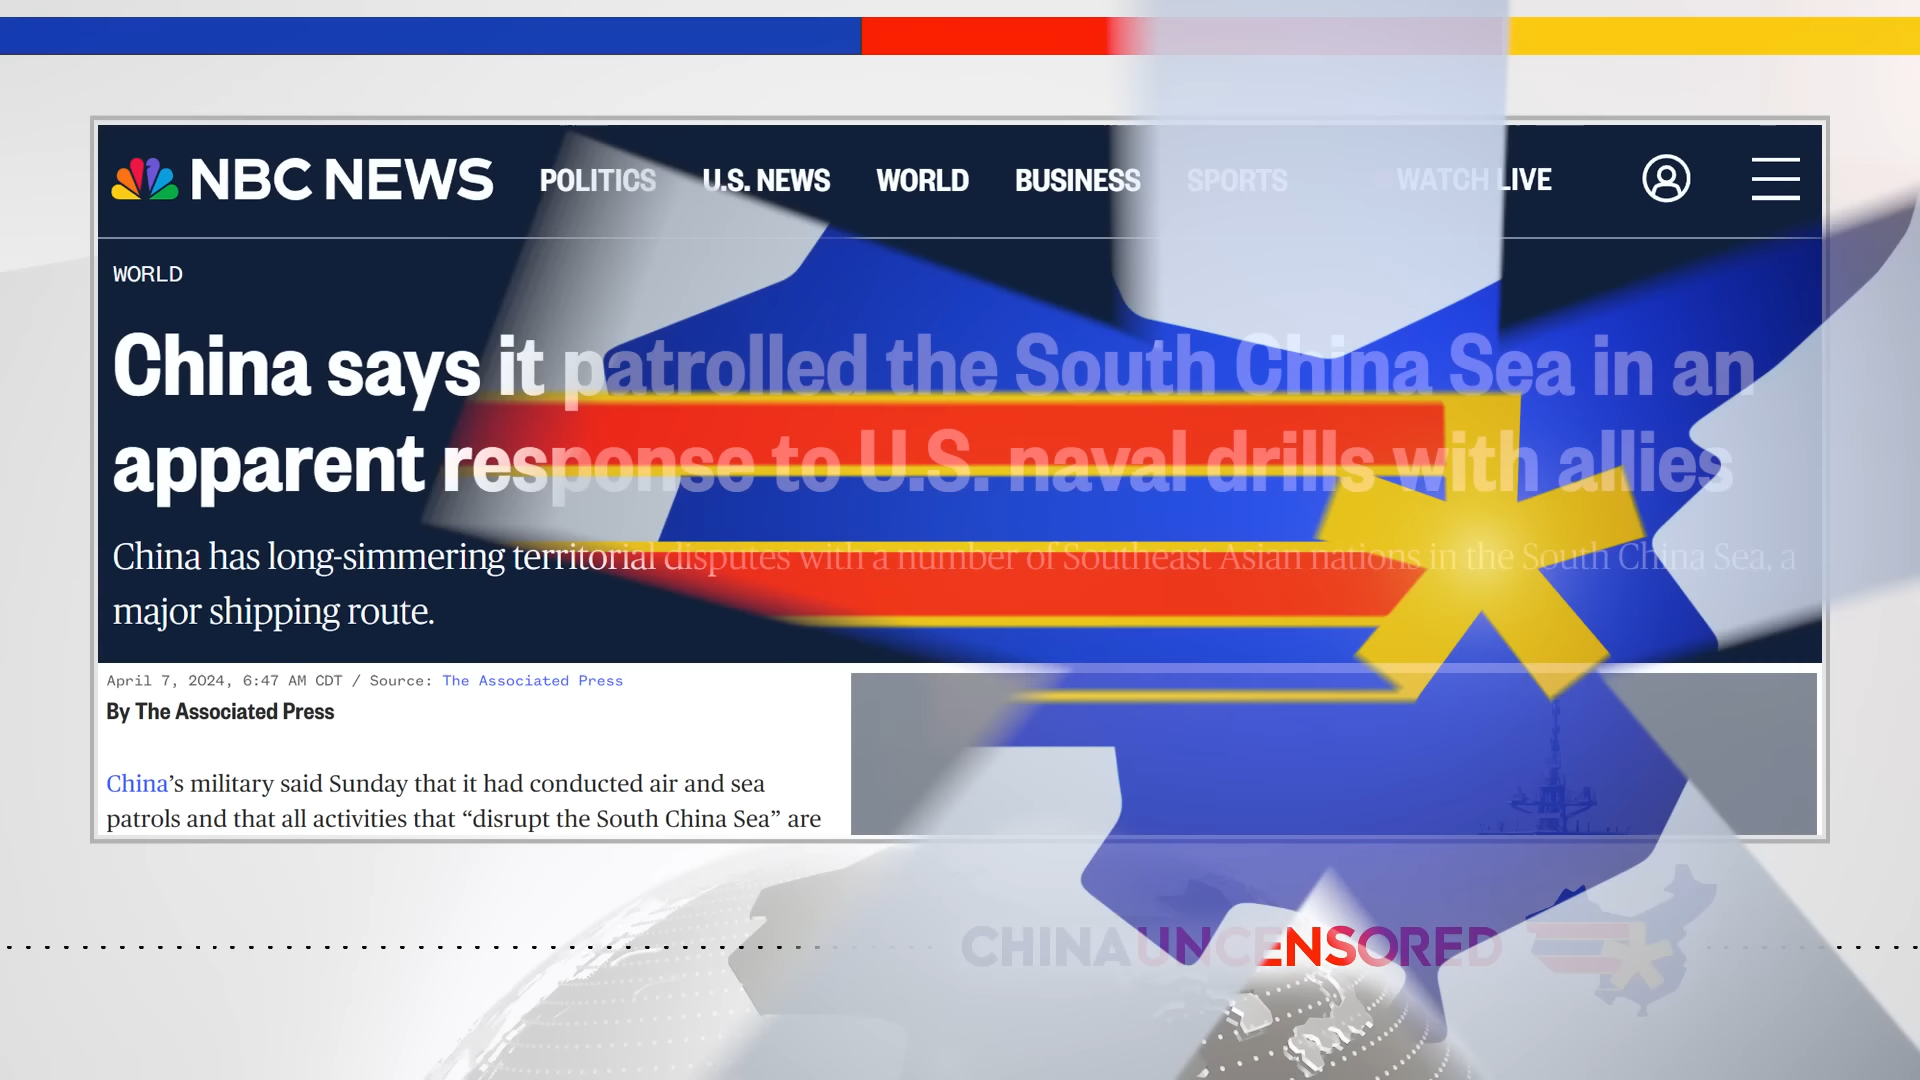 NBC NEWS POLITICS U.S. NEWS WORLD BUSINESS SPORTS WATCH LIVE
WORLD
China says it patrolled the South China Sea in an
apparent response to U.S. naval drills with allies
China has long-simmering territorial disputes with a number of Southeast Asian nations in the South China Sea, a
major shipping route.
April 7, 2024, 6:47 AM CDT / Source: The Associated Press
By The Associated Press
China’s military said Sunday that it had conducted air and sea
patrols and that all activities that “disrupt the South China Sea” are
CHINA UNCENSORED